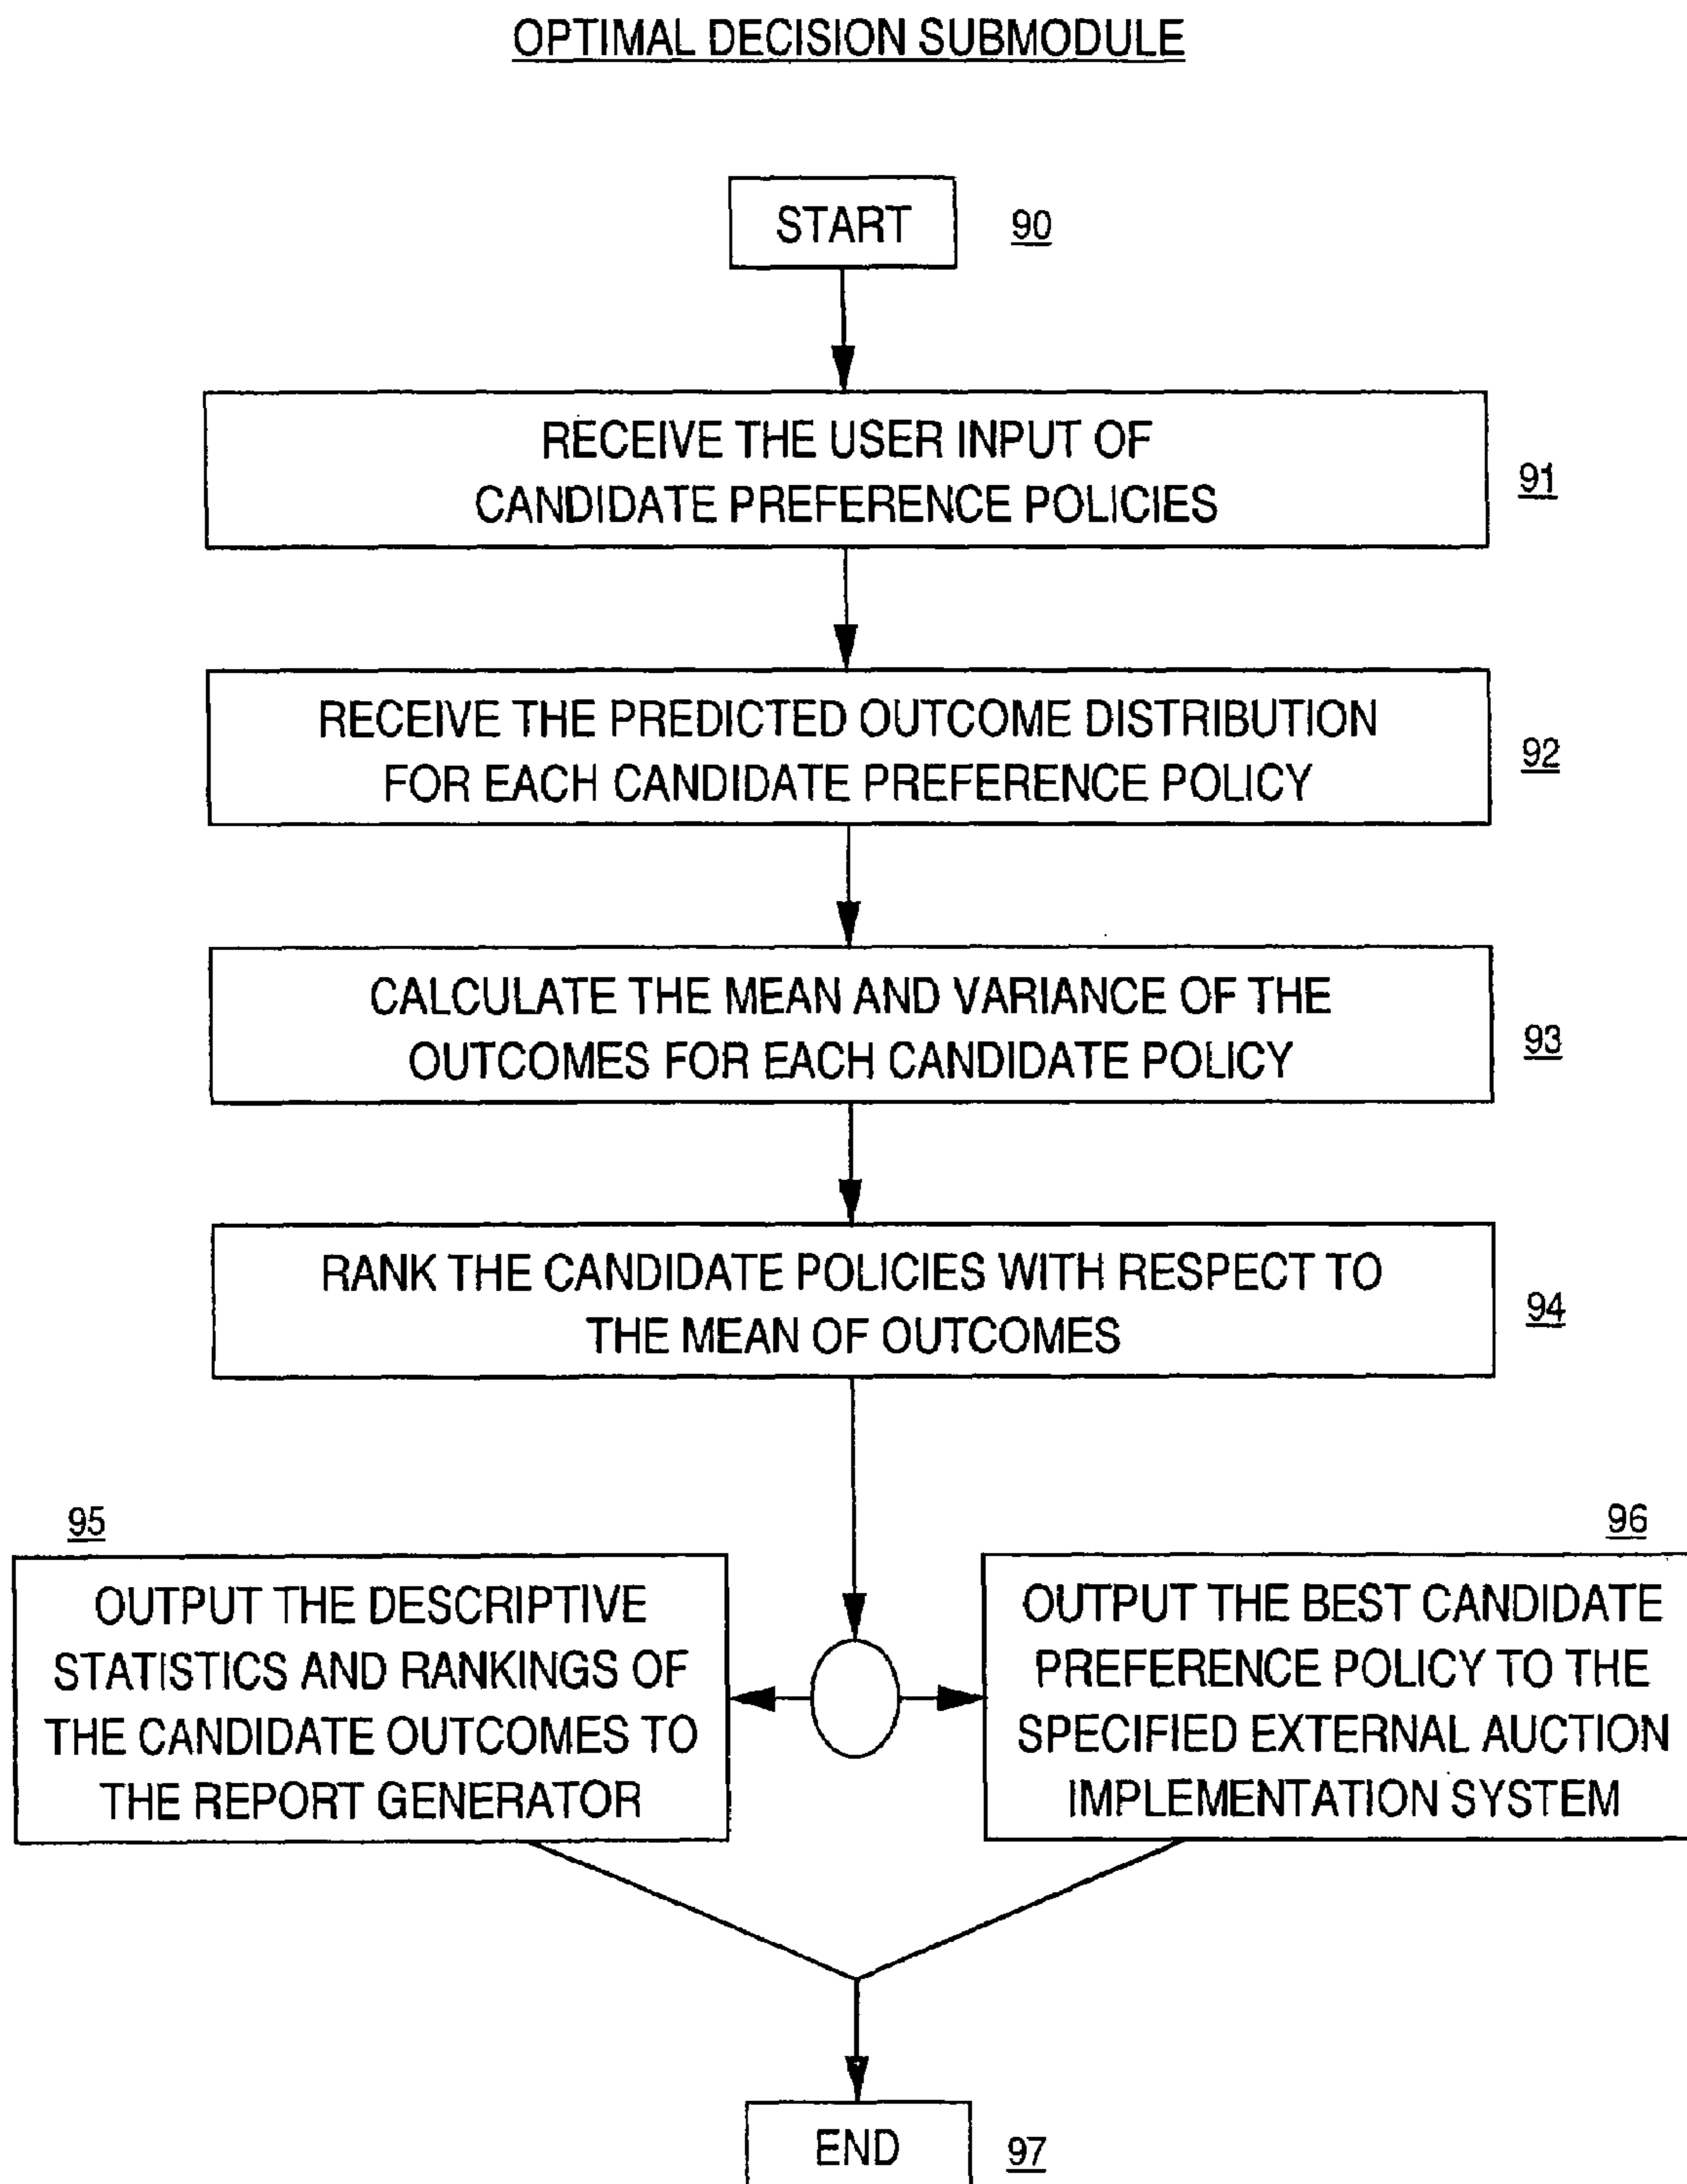 OPTIMAL DECISION SUBMODULE
START
90
RECEIVE THE USER INPUT OF
CANDIDATE PREFERENCE POLICIES
91
RECEIVE THE PREDICTED OUTCOME DISTRIBUTION
FOR EACH CANDIDATE PREFERENCE POLICY
92
CALCULATE THE MEAN AND VARIANCE OF THE
OUTCOMES FOR EACH CANDIDATE POLICY
93
RANK THE CANDIDATE POLICIES WITH RESPECT TO
THE MEAN OF OUTCOMES
94
95
OUTPUT THE DESCRIPTIVE
STATISTICS AND RANKINGS OF
THE CANDIDATE OUTCOMES TO
THE REPORT GENERATOR
96
OUTPUT THE BEST CANDIDATE
PREFERENCE POLICY TO THE
SPECIFIED EXTERNAL AUCTION
IMPLEMENTATION SYSTEM
END
97